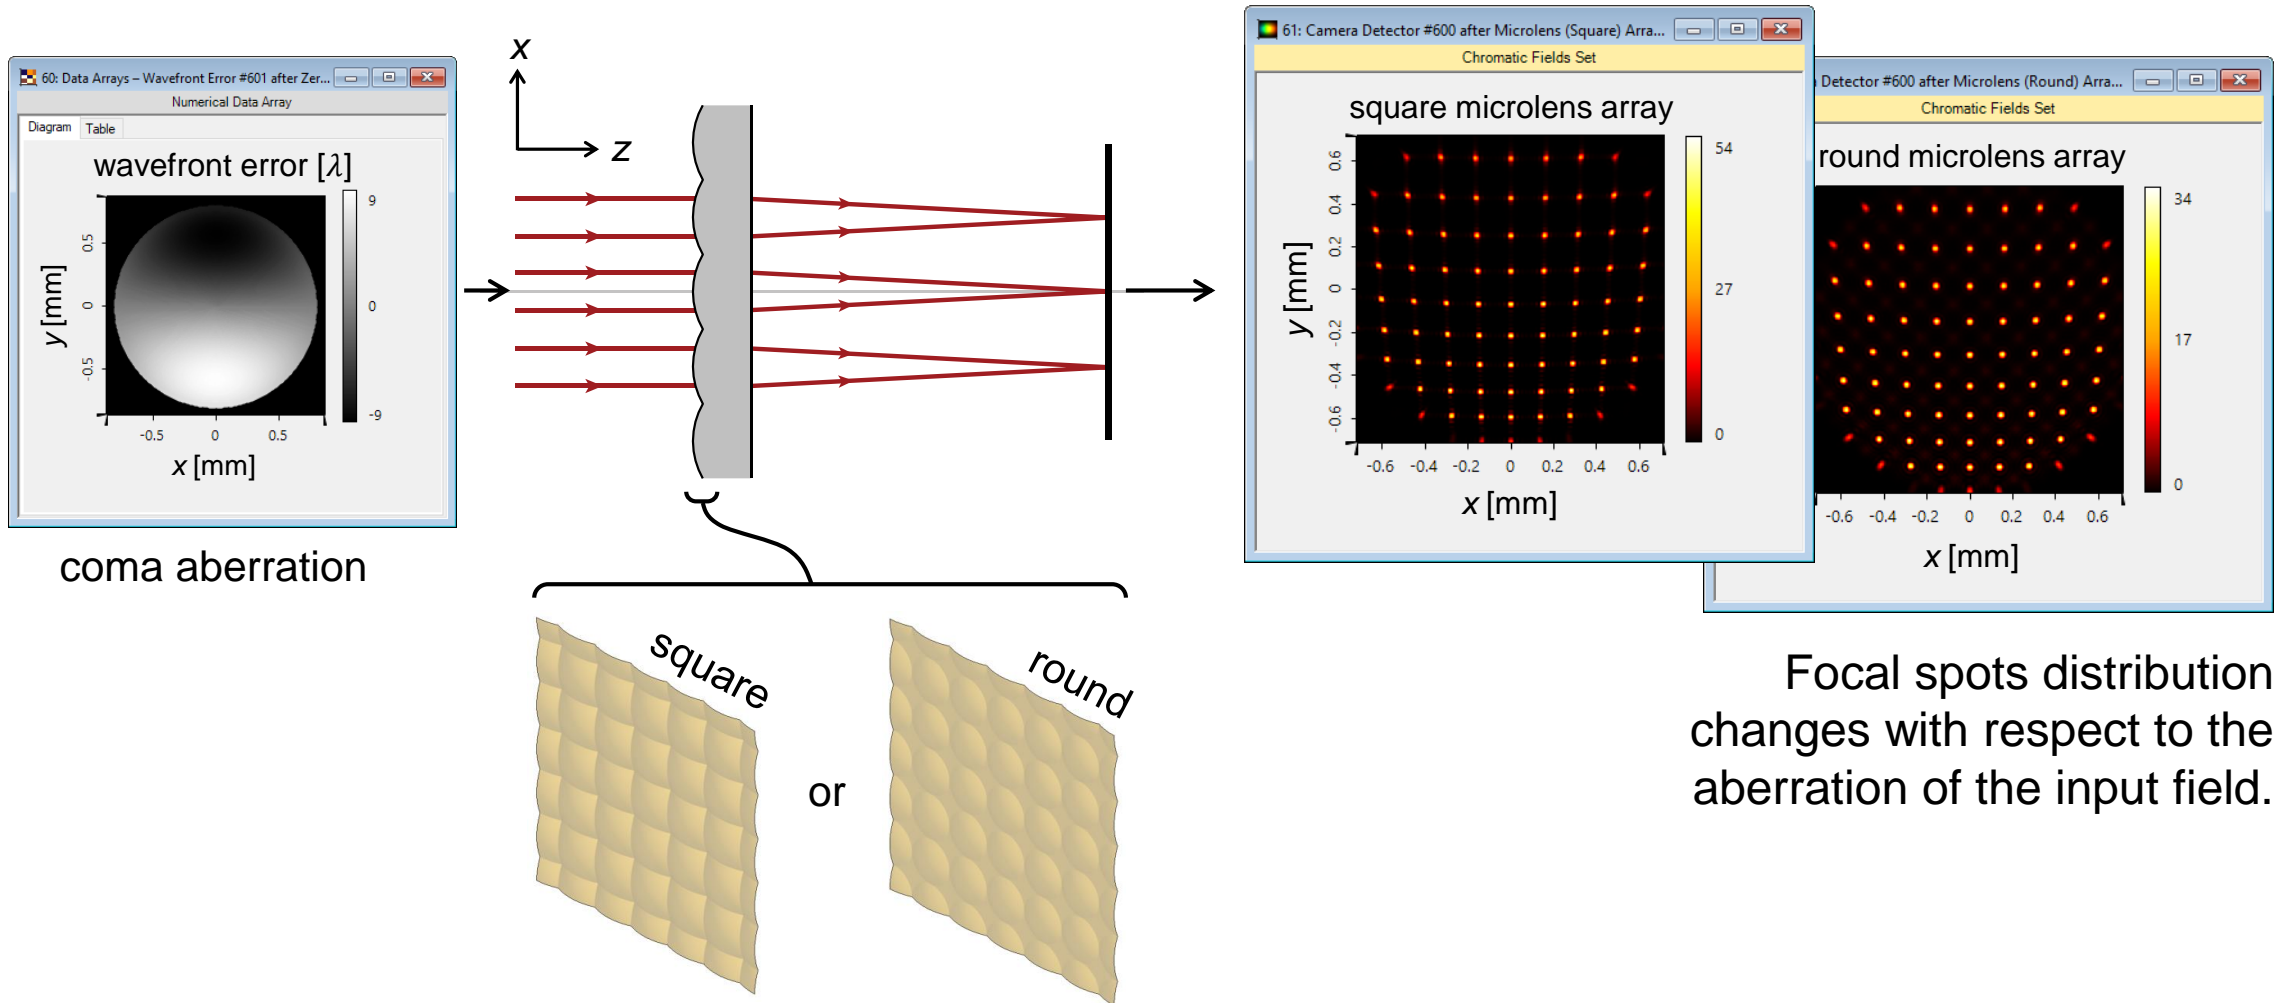 60: Data Arrays – Wavefront Error #601 after Zer...
Numerical Data Array
Diagram Table
wavefront error [λ]
y [mm]
0.5
0
-0.5
-0.5 0 0.5
x [mm]
9
0
-9
coma aberration
x
z
square
or
round
61: Camera Detector #600 after Microlens (Square) Arra...
Chromatic Fields Set
square microlens array
y [mm]
0.6
0.4
0.2
0
-0.2
-0.4
-0.6
-0.6 -0.4 -0.2 0 0.2 0.4 0.6
x [mm]
54
27
0
Detector #600 after Microlens (Round) Arra...
Chromatic Fields Set
round microlens array
-0.6 -0.4 -0.2 0 0.2 0.4 0.6
x [mm]
34
17
0
Focal spots distribution
changes with respect to the
aberration of the input field.